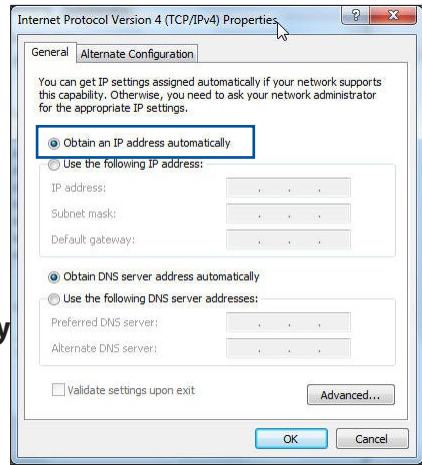 Internet Protocol Version 4 (TCP/IPv4) Properties
General Alternate Configuration
You can get IP settings assigned automatically if your network supports
this capability. Otherwise, you need to ask your network administrator
for the appropriate IP settings.
Obtain an IP address automatically
Use the following IP address:
IP address:
Subnet mask:
Default gateway:
Obtain DNS server address automatically
Use the following DNS server addresses:
Preferred DNS server:
y
Alternate DNS server:
Validate settings upon exit
Advanced...
OK Cancel